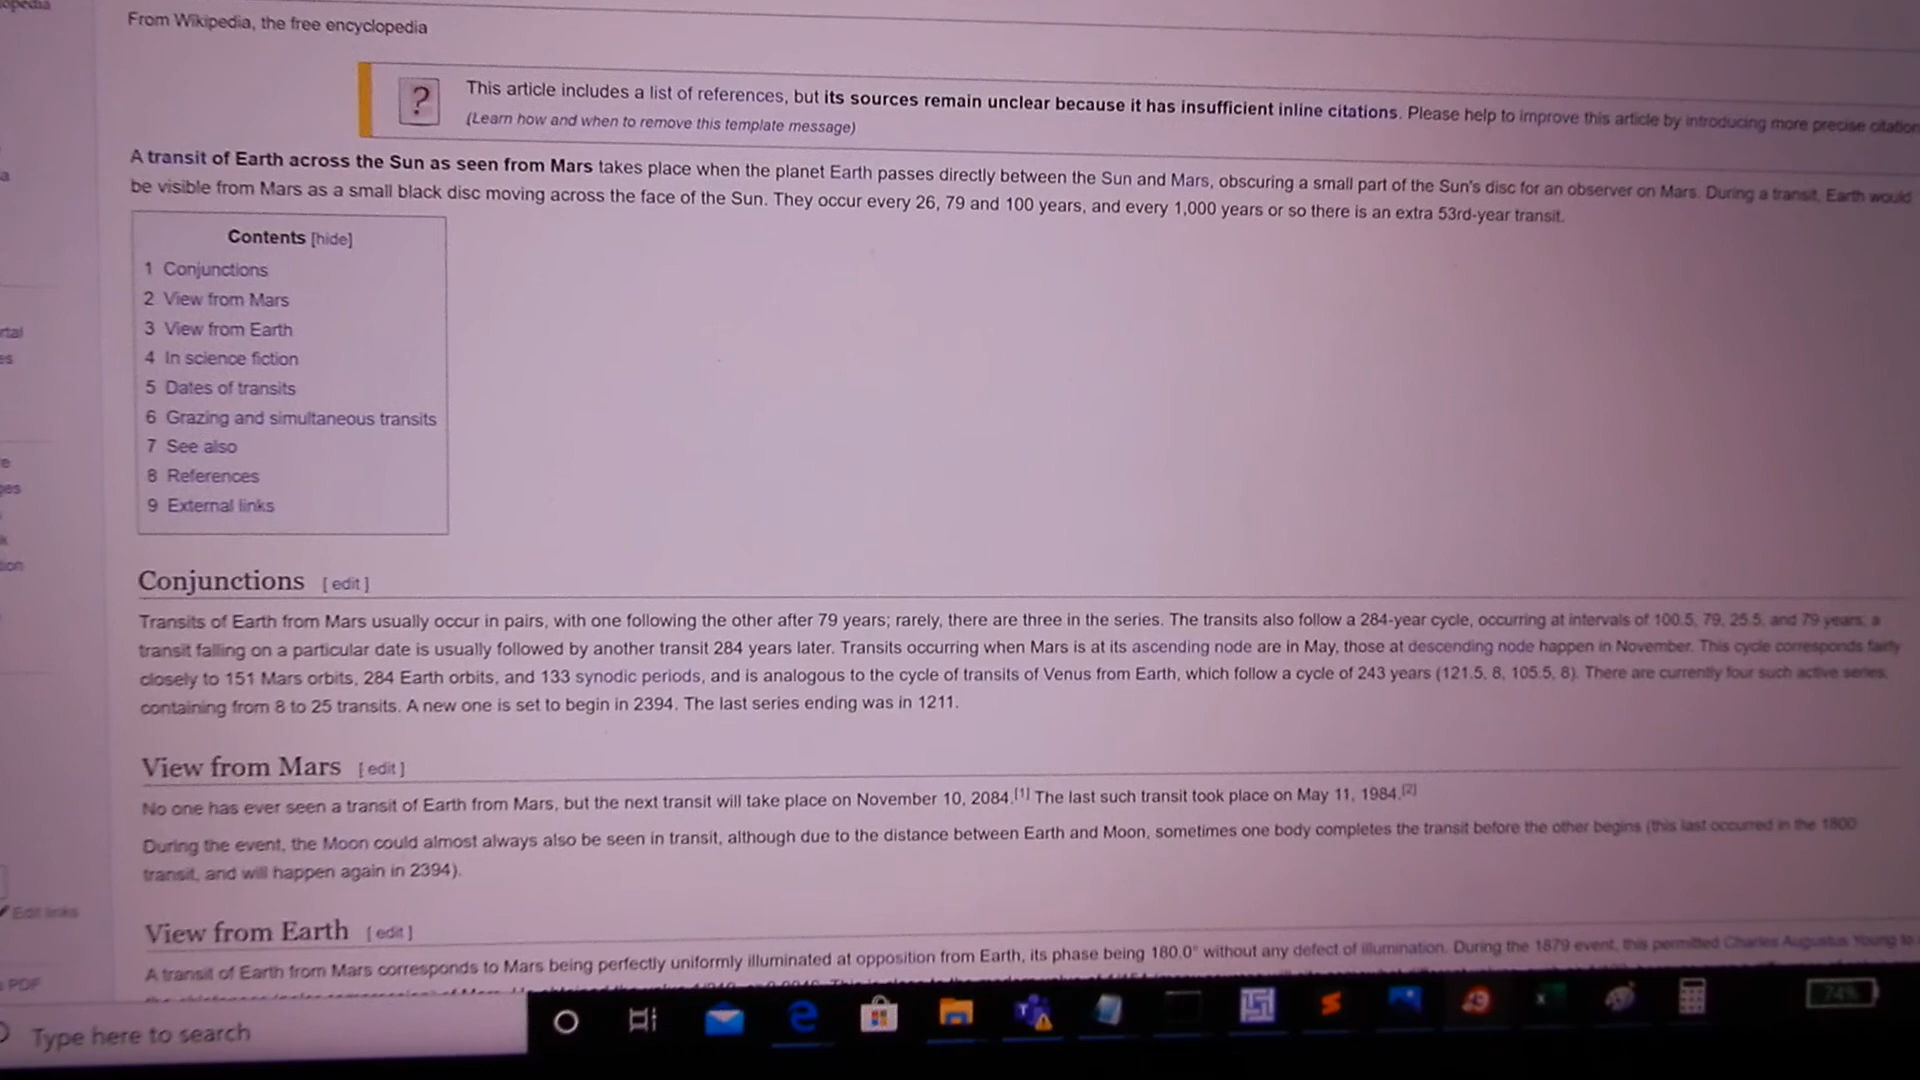 From Wikipedia, the free encyclopedia
This article includes a list of references, but its sources remain unclear because it has insufficient inline citations. Please help to improve this article by introducing more precise
(Learn how and when to remove this template message)
A transit of Earth across the Sun as seen from Mars takes place when the planet Earth passes directly between the Sun and Mars, obscuring a small part of the Sun's disc for an observer on Mars. During a transit, Earth would
be visible from Mars as a small black disc moving across the face of the Sun. They occur every 26, 79 and 100 years, and every 1,000 years or so there is an extra 53rd-year transit.
Contents [hide]
1 Conjunctions
2 View from Mars
3 View from Earth
4 In science fiction
5 Dates of transits
6 Grazing and simultaneous transits
7 See also
8 References
9 External links
Conjunctions [ edit ]
Transits of Earth from Mars usually occur in pairs, with one following the other after 79 years; rarely, there are three in the series. The transits also follow a 284-year cycle, occurring at intervals of 100.5, 79, 25.5, and 79 years; a
transit falling on a particular date is usually followed by another transit 284 years later. Transits occurring when Mars is at its ascending node are in May, those at descending node happen in November. This cycle corresponds fairly
closely to 151 Mars orbits, 284 Earth orbits, and 133 synodic periods, and is analogous to the cycle of transits of Venus from Earth, which follow a cycle of 243 years (121.5, 8, 105.5, 8). There are currently four such active series,
containing from 8 to 25 transits. A new one is set to begin in 2394. The last series ending was in 1211.
View from Mars [ edit ]
No one has ever seen a transit of Earth from Mars, but the next transit will take place on November 10, 2084.[1] The last such transit took place on May 11, 1984.[2]
During the event, the Moon could almost always also be seen in transit, although due to the distance between Earth and Moon, sometimes one body completes the transit before the other begins (this last occurred in the 1800
transit, and will happen again in 2394).
Edit links
View from Earth [ edit ]
A transit of Earth from Mars corresponds to Mars being perfectly uniformly illuminated at opposition from Earth, its phase being 180.0° without any defect of illumination. During the 1879 event, this permitted Charles Augustus Young to
PDF
Type here to search
74%